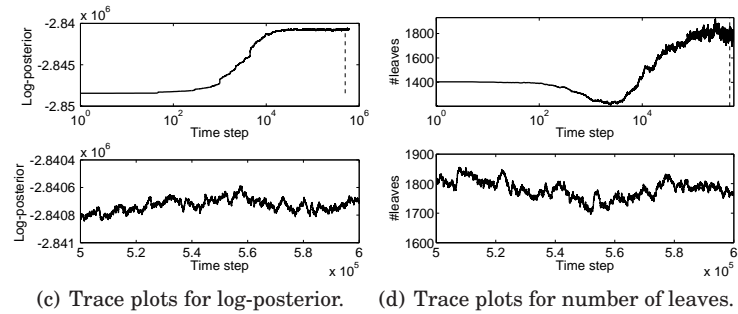 x 10^6
-2.84
-2.845
-2.85
Log-posterior
10^0 10^2 10^4 10^6
Time step
1800
1400
#leaves
10^0 10^2 10^4
Time step
x 10^6
-2.8404
-2.8406
-2.8408
-2.841
Log-posterior
5 5.2 5.4 5.6 5.8 6
Time step
x 10^5
1900
1800
1700
1600
#leaves
5 5.2 5.4 5.6 5.8 6
Time step
x 10^5
(c) Trace plots for log-posterior.
(d) Trace plots for number of leaves.